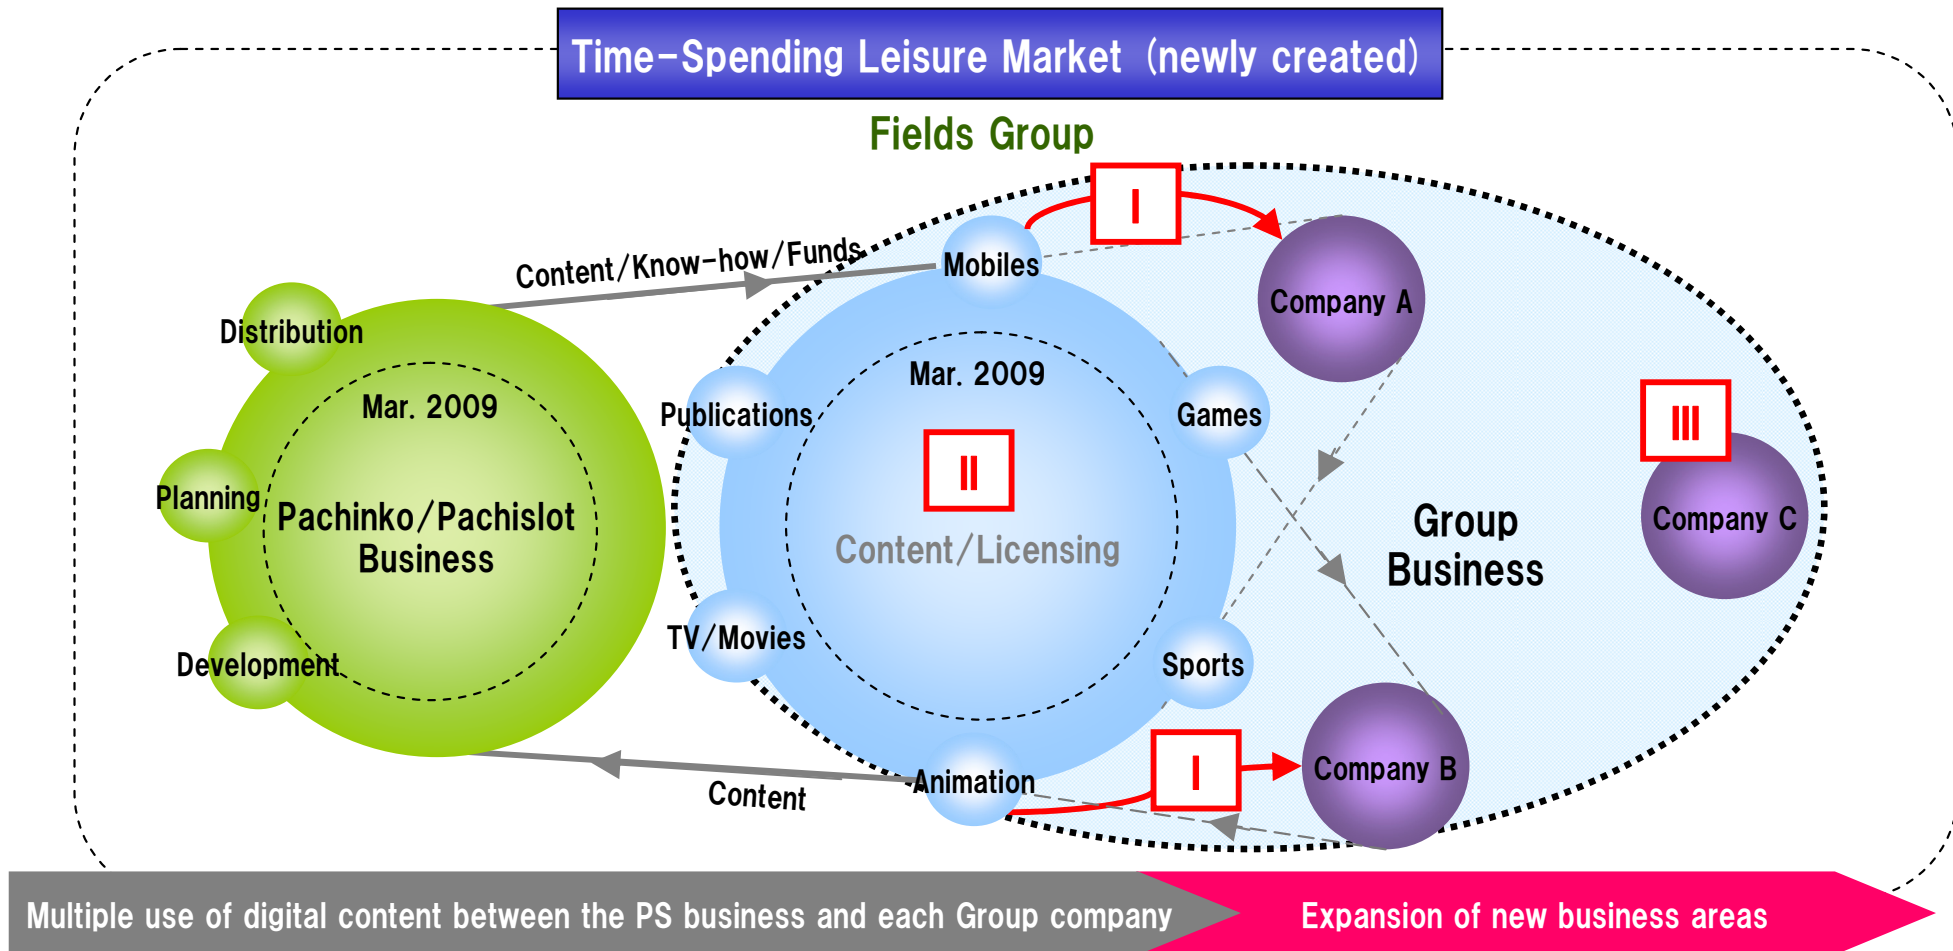 Time-Spending Leisure Market (newly created)
Fields Group
I
Content/Know-how/Funds
Mobiles
Company A
Distribution
Mar. 2009
Mar. 2009
Publications
Games
III
II
Planning
Pachinko/Pachislot
Business
Content/Licensing
Group
Business
Company C
TV/Movies
Sports
Development
I
Company B
Animation
Content
Multiple use of digital content between the PS business and each Group company
Expansion of new business areas